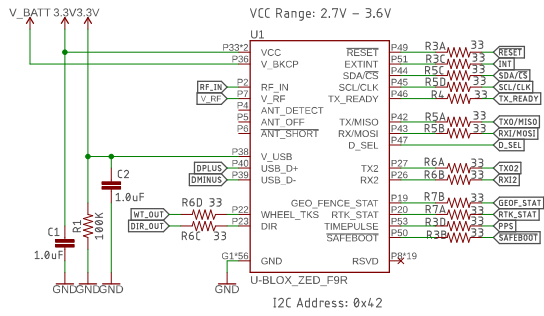 V_BATT 3.3V3.3V
VCC Range: 2.7V - 3.6V
U1
P33*2 VCC RESET P49 R3A 33 RESET
P36 V_BKCP EXTINT P51 R3C 33 INT
SDA/CS P44 R5C 33 SDA/CS
RF_IN P2 RF_IN SCL/CLK P45 R5D 33 SCL/CLK
V_RF P7 V_RF TX_READY P46 R4 33 TX_READY
P4 ANT_DETECT
P5 ANT_OFF TX/MISO P42 R5A 33 TXO/MISO
P6 ANT_SHORT RX/MOSI P43 R5B 33 RXI/MOSI
D_SEL P47 D_SEL
P38 V_USB
DPLUS P40 USB_D+ TX2 P27 R6A 33 TXO2
DMINUS P39 USB_D- RX2 P26 R6B 33 RXI2
C2
1.0uF
R6D 33 GEO_FENCE_STAT P19 R7B 33 GEOF_STAT
WT_OUT P22 WHEEL_TKS RTK_STAT P20 R7A 33 RTK_STAT
R1
100K
DIR_OUT P23 DIR TIMEPULSE P53 R3D 33 PPS
R6C 33 SAFEBOOT P50 R3B 33 SAFEBOOT
C1
1.0uF
G1*56 GND RSVD P8*19
GND GND GND GND
U-BLOX_ZED_F9R
I2C Address: 0x42